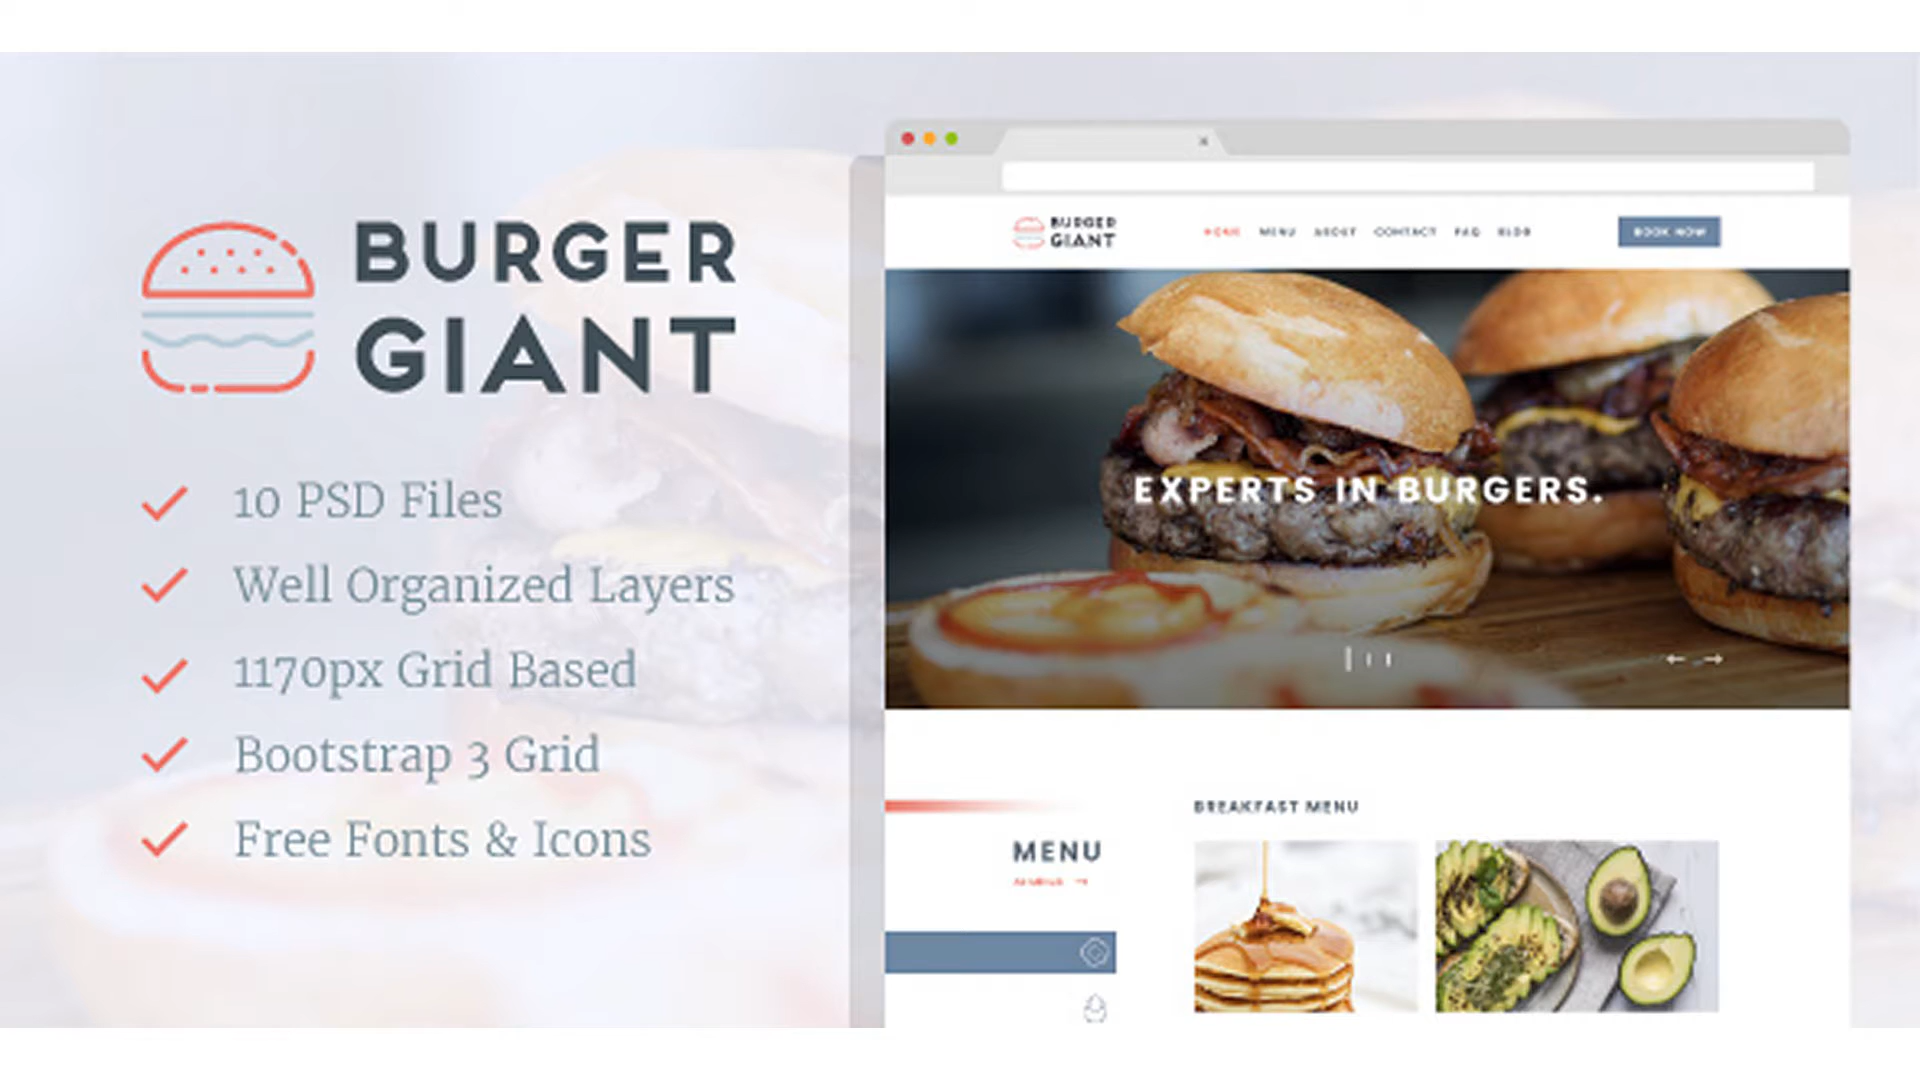 BURGER
GIANT
10 PSD Files
Well Organized Layers
1170px Grid Based
Bootstrap 3 Grid
Free Fonts & Icons
BURGER
GIANT
HOME MENU ABOUT CONTACT FAQ BLOG
BOOK NOW
EXPERTS IN BURGERS.
BREAKFAST MENU
MENU